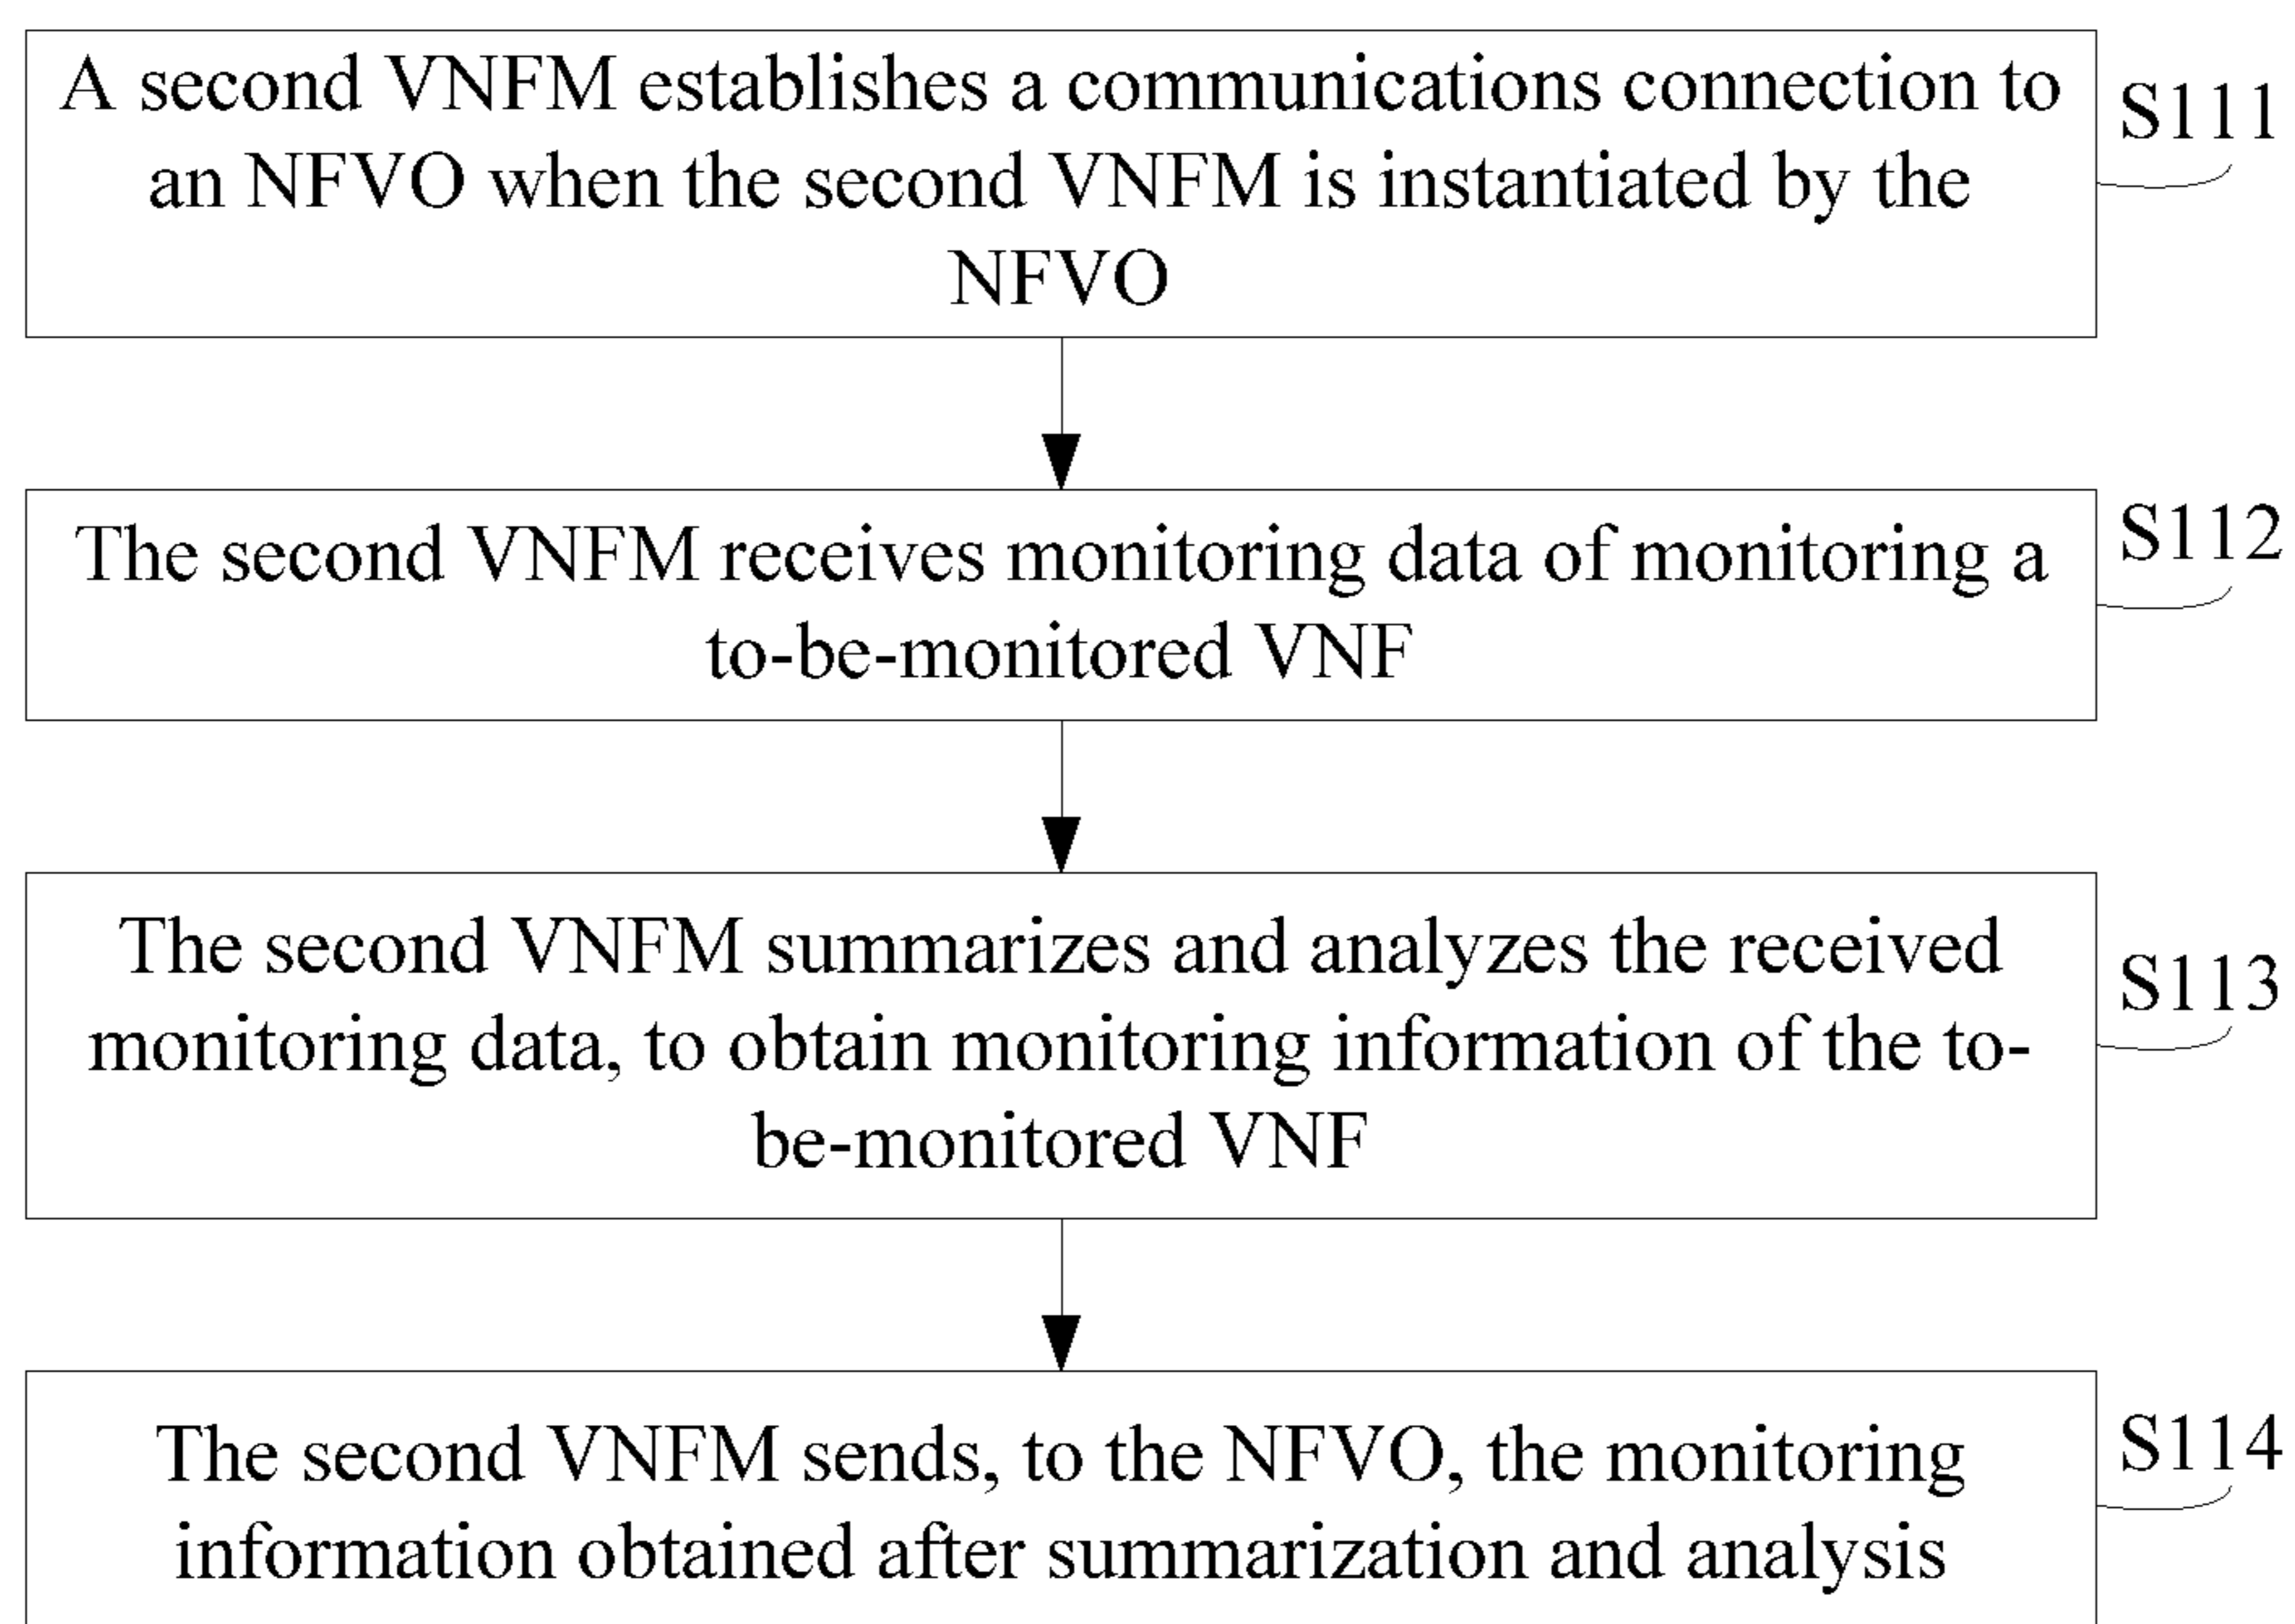 A second VNFM establishes a communications connection to
an NFVO when the second VNFM is instantiated by the
NFVO
S111
The second VNFM receives monitoring data of monitoring a
to-be-monitored VNF
S112
The second VNFM summarizes and analyzes the received
monitoring data, to obtain monitoring information of the to-
be-monitored VNF
S113
The second VNFM sends, to the NFVO, the monitoring
information obtained after summarization and analysis
S114